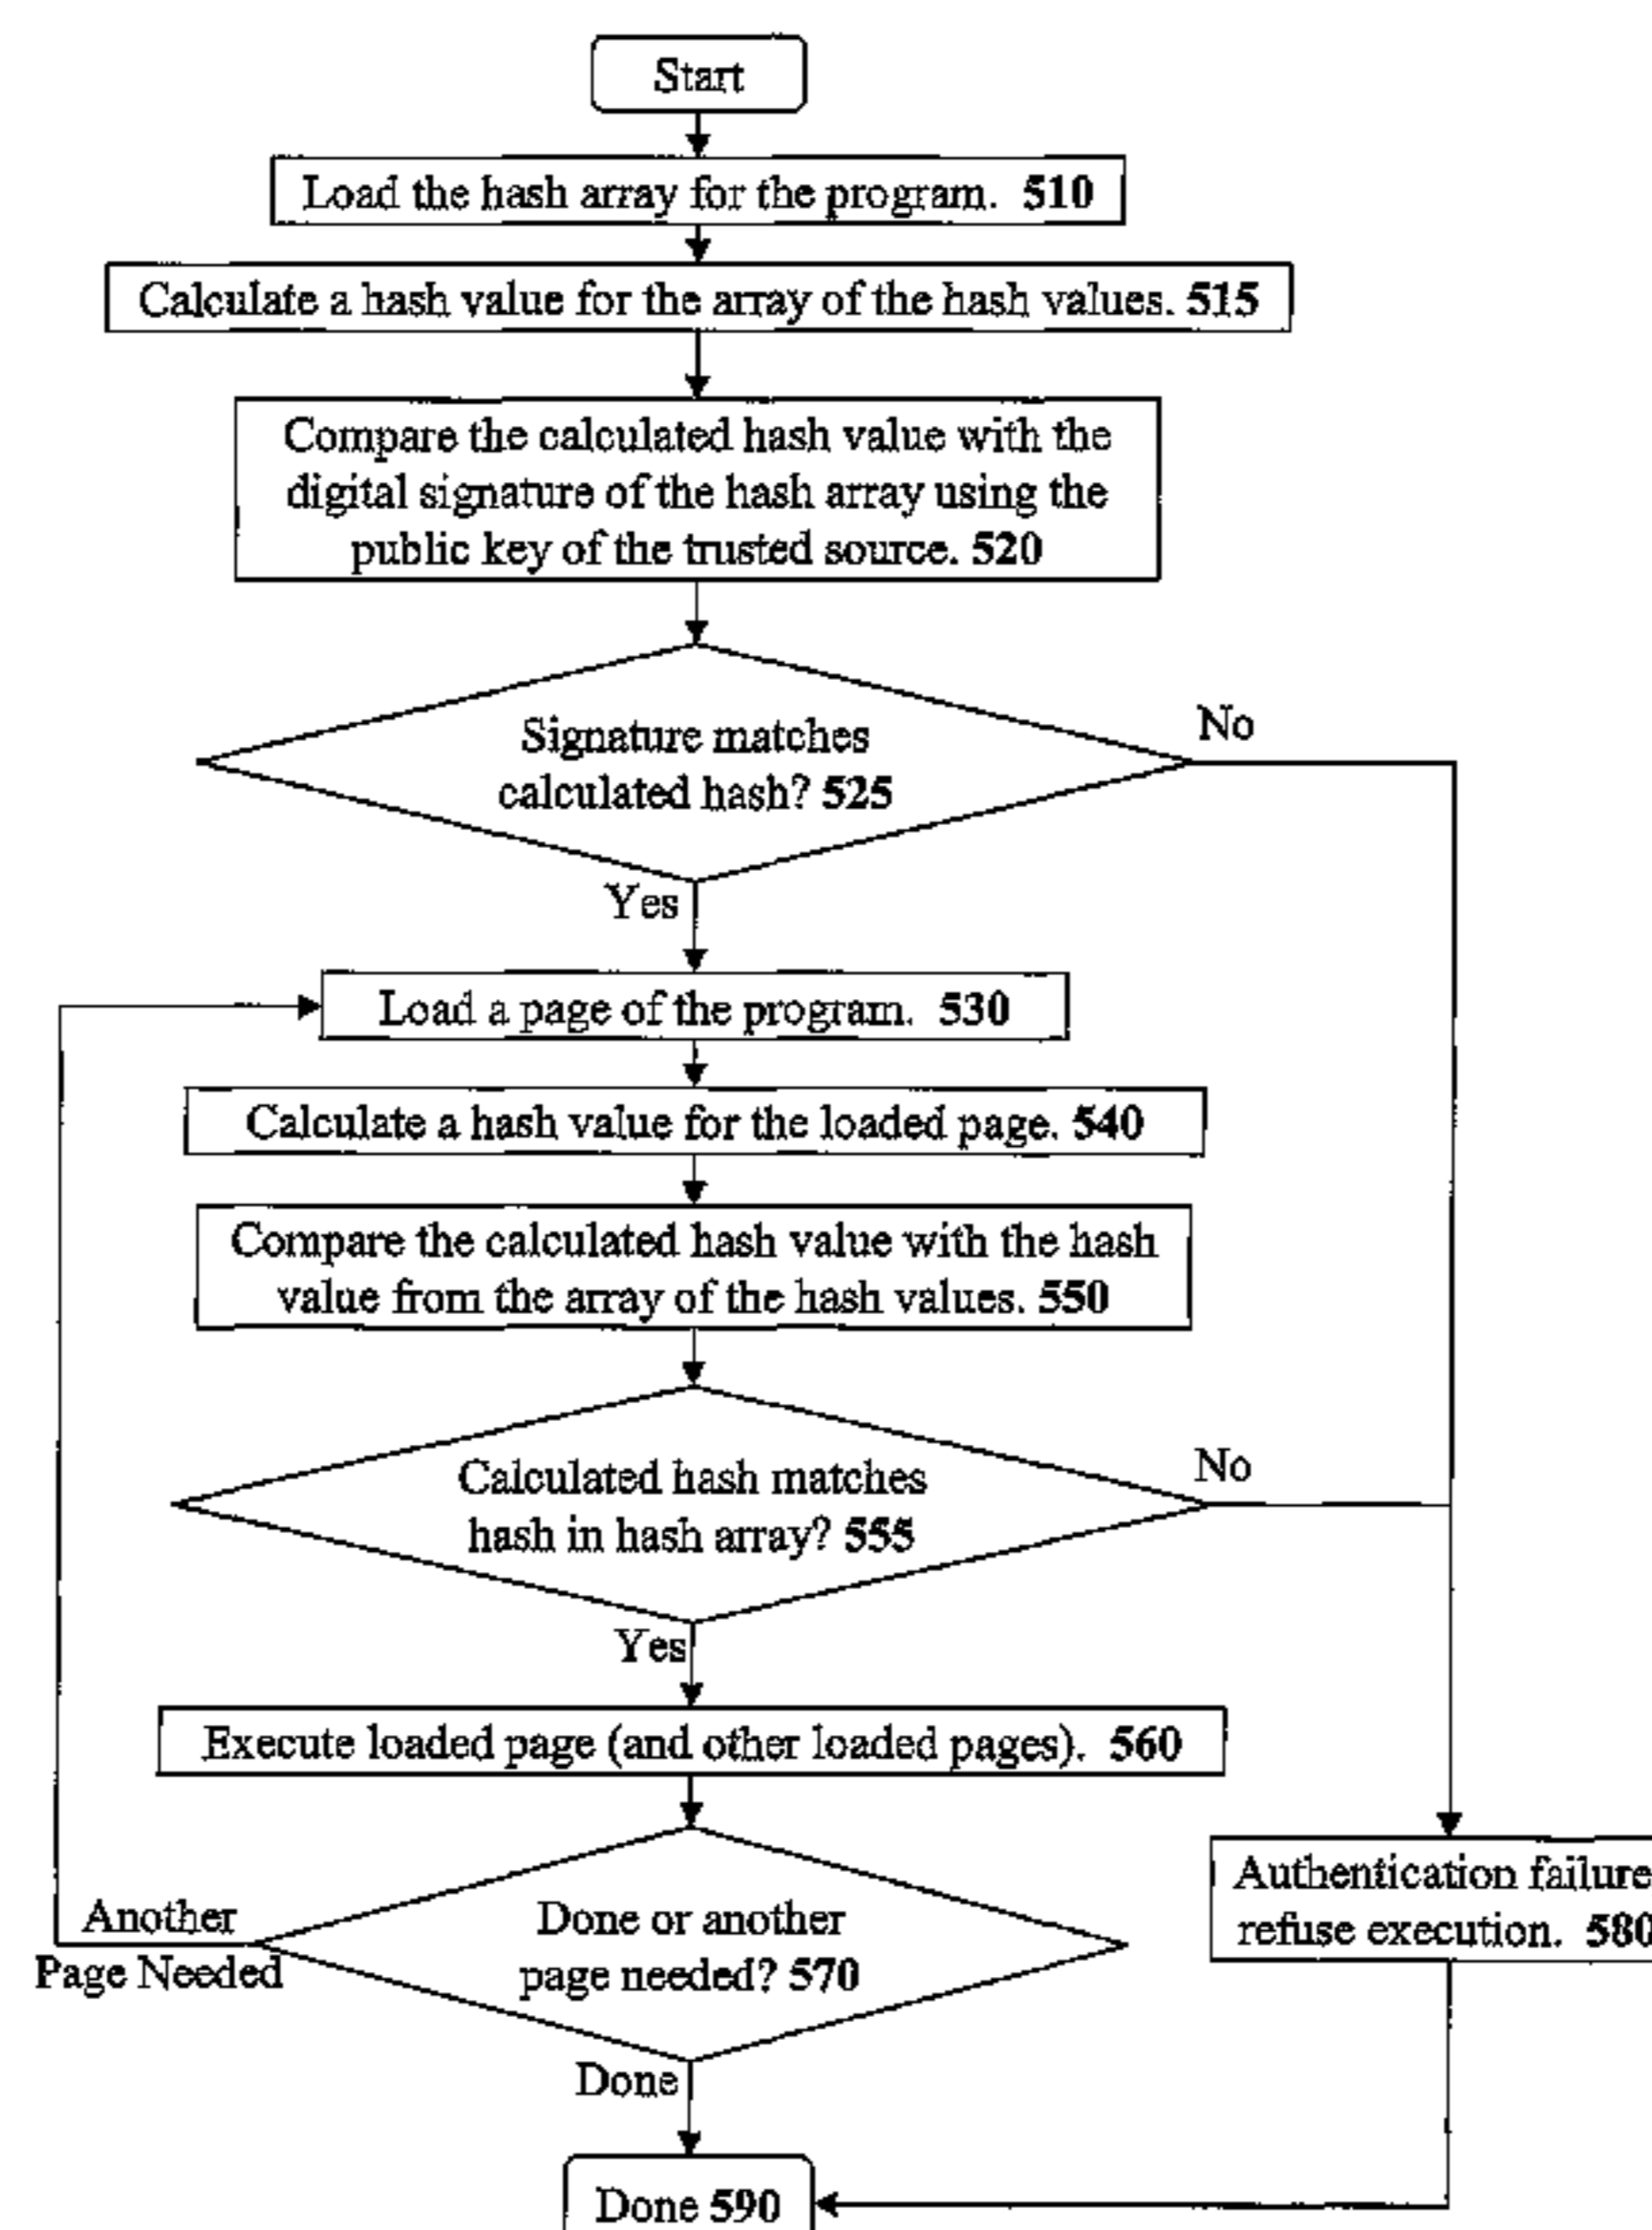 Start
Load the hash array for the program. 510
Calculate a hash value for the array of the hash values. 515
Compare the calculated hash value with the
digital signature of the hash array using the
public key of the trusted source. 520
Signature matches
calculated hash? 525
No
Yes
Load a page of the program. 530
Calculate a hash value for the loaded page. 540
Compare the calculated hash value with the hash
value from the array of the hash values. 550
Calculated hash matches
hash in hash array? 555
No
Yes
Execute loaded page (and other loaded pages). 560
Authentication failure
refuse execution. 580
Another
Page Needed
Done or another
page needed? 570
Done
Done 590